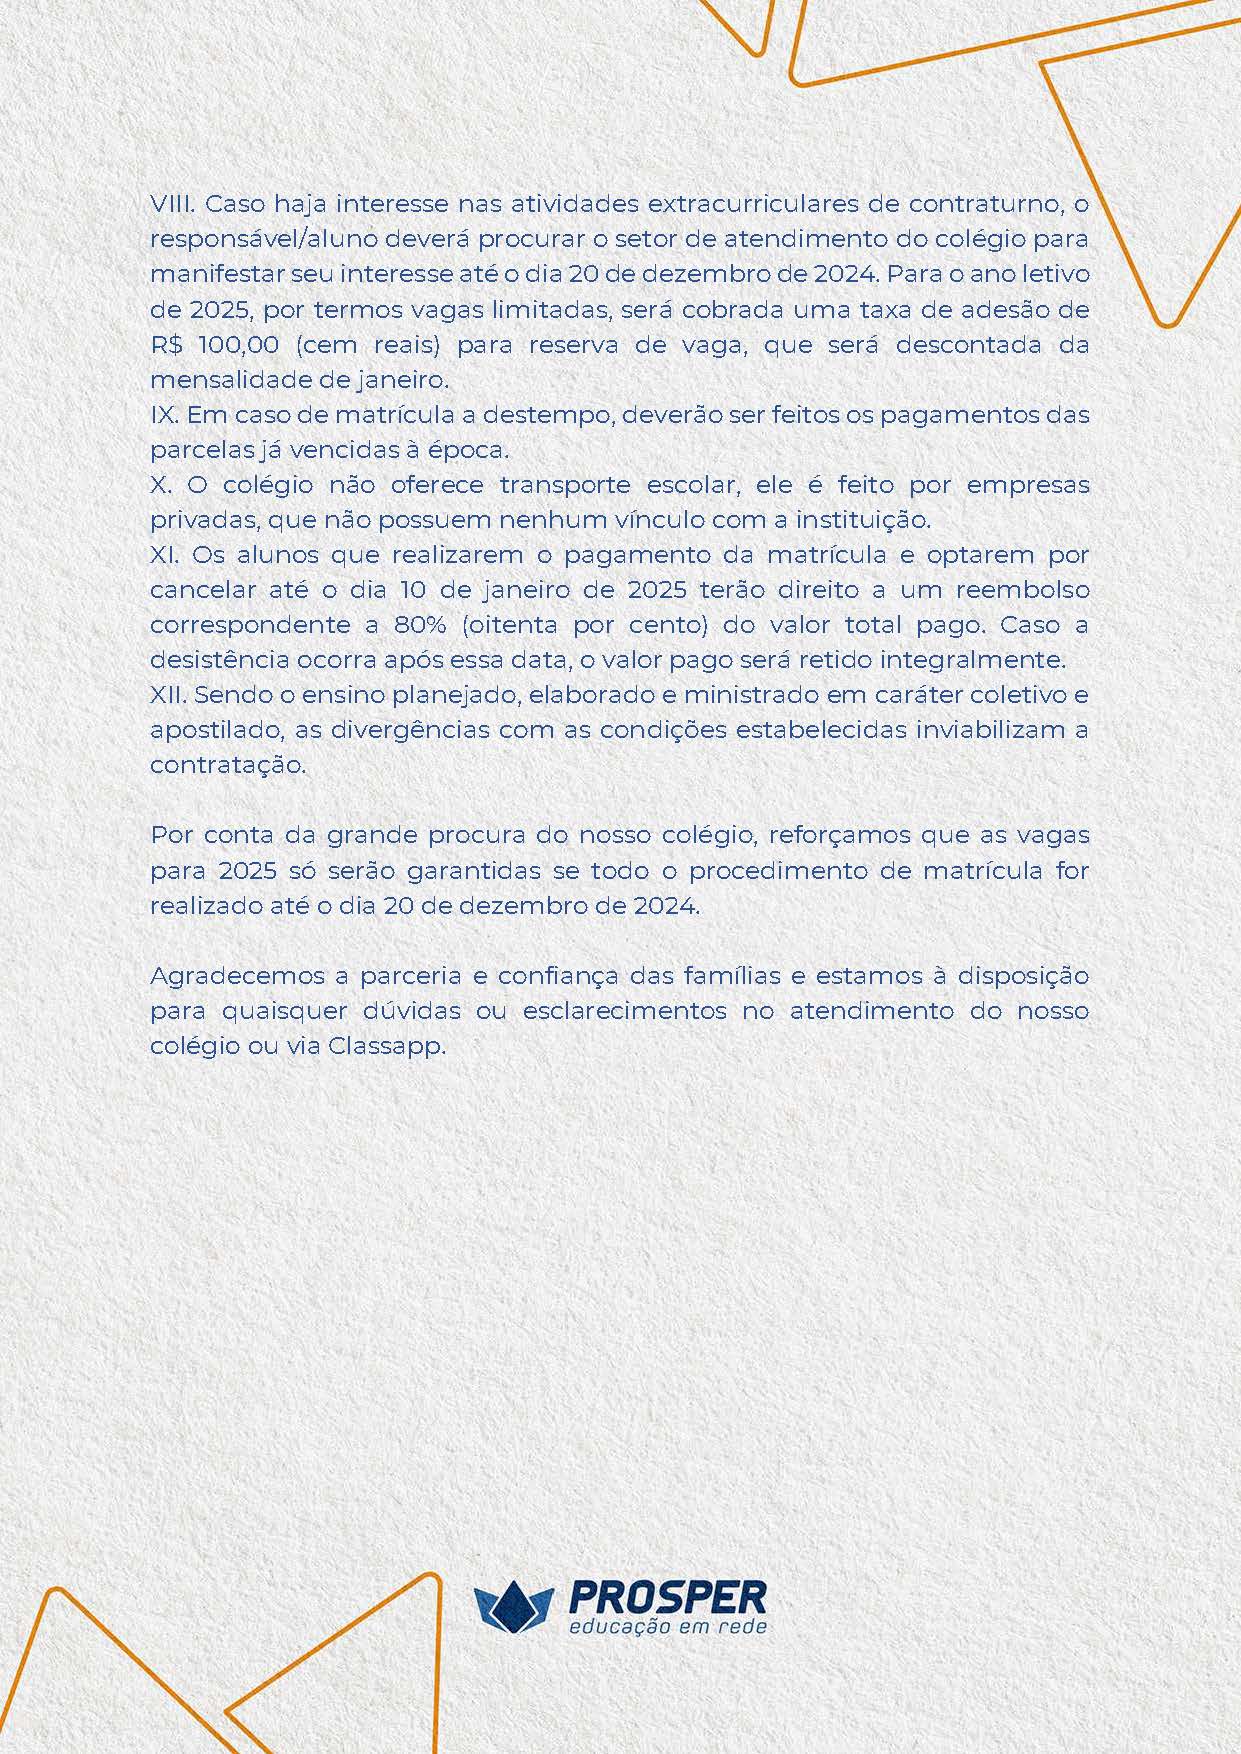 VIII. Caso haja interesse nas atividades extracurriculares de contraturno, o
responsável/aluno deverá procurar o setor de atendimento do colégio para
manifestar seu interesse até o dia 20 de dezembro de 2024. Para o ano letivo
de 2025, por termos vagas limitadas, será cobrada uma taxa de adesão de
R$ 100,00 (cem reais) para reserva de vaga, que será descontada da
mensalidade de janeiro.
IX. Em caso de matrícula a destempo, deverão ser feitos os pagamentos das
parcelas já vencidas à época.
X. O colégio não oferece transporte escolar, ele é feito por empresas
privadas, que não possuem nenhum vínculo com a instituição.
XI. Os alunos que realizarem o pagamento da matrícula e optarem por
cancelar até o dia 10 de janeiro de 2025 terão direito a um reembolso
correspondente a 80% (oitenta por cento) do valor total pago. Caso a
desistência ocorra após essa data, o valor pago será retido integralmente.
XII. Sendo o ensino planejado, elaborado e ministrado em caráter coletivo e
apostilado, as divergências com as condições estabelecidas inviabilizam a
contratação.
Por conta da grande procura do nosso colégio, reforçamos que as vagas
para 2025 só serão garantidas se todo o procedimento de matrícula for
realizado até o dia 20 de dezembro de 2024.
Agradecemos a parceria e confiança das famílias e estamos à disposição
para quaisquer dúvidas ou esclarecimentos no atendimento do nosso
colégio ou via Classapp.
PROSPER
educação em rede